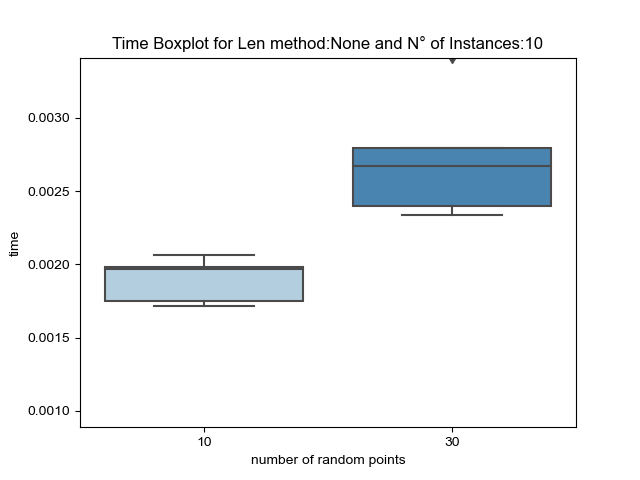 Time Boxplot for Len method:None and N° of Instances:10
0.0030
0.0025
0.0020
0.0015
0.0010
time
10
30
number of random points